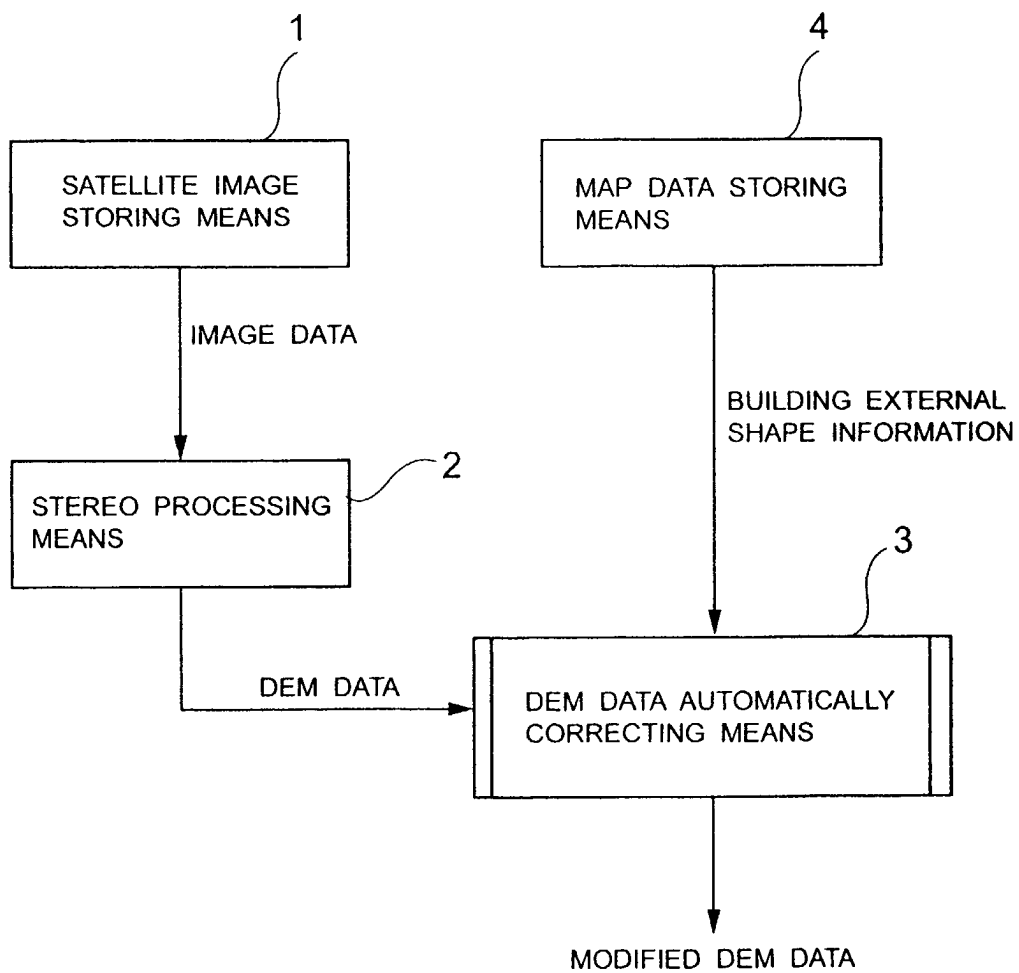 1
4
SATELLITE IMAGE
STORING MEANS
MAP DATA STORING
MEANS
IMAGE DATA
BUILDING EXTERNAL
SHAPE INFORMATION
2
STEREO PROCESSING
MEANS
3
DEM DATA
DEM DATA AUTOMATICALLY
CORRECTING MEANS
MODIFIED DEM DATA